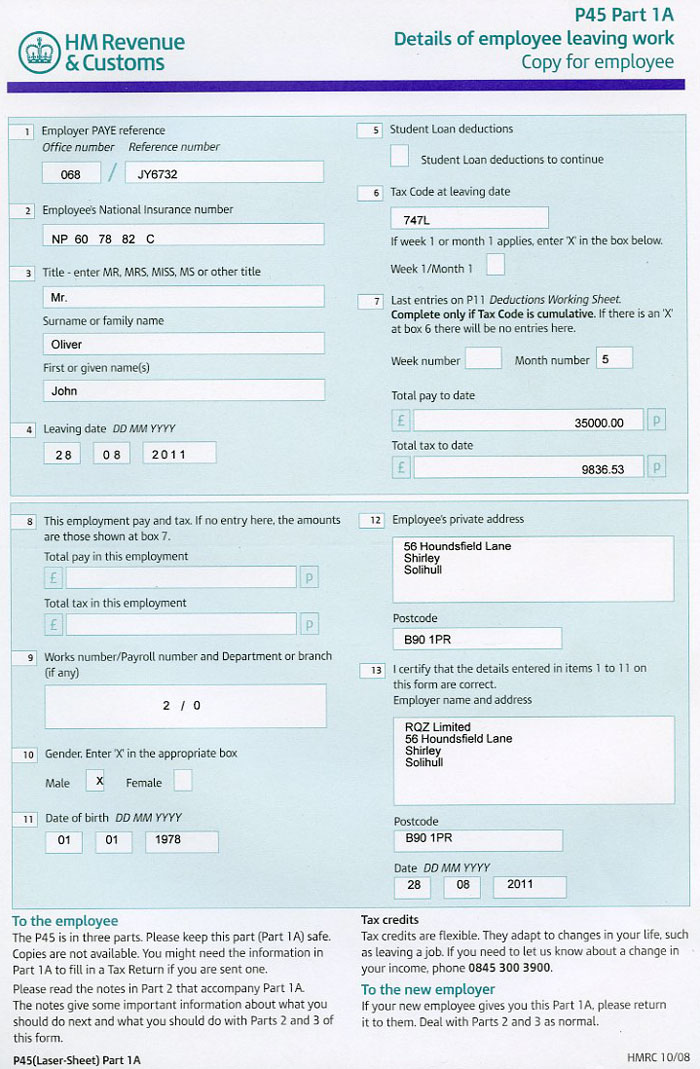 HM Revenue
& Customs
P45 Part 1A
Details of employee leaving work
Copy for employee
1 Employer PAYE reference
Office number Reference number
068 / JY6732
2 Employee's National Insurance number
NP 60 78 82 C
3 Title - enter MR, MRS, MISS, MS or other title
Mr.
Surname or family name
Oliver
First or given name(s)
John
4 Leaving date DD MM YYYY
28 08 2011
5 Student Loan deductions
Student Loan deductions to continue
6 Tax Code at leaving date
747L
If week 1 or month 1 applies, enter 'X' in the box below.
Week 1/Month 1
7 Last entries on P11 Deductions Working Sheet.
Complete only if Tax Code is cumulative. If there is an 'X'
at box 6 there will be no entries here.
Week number Month number 5
Total pay to date
£ 35000.00 p
Total tax to date
£ 9836.53 p
8 This employment pay and tax. If no entry here, the amounts
are those shown at box 7.
Total pay in this employment
£ p
Total tax in this employment
£ p
9 Works number/Payroll number and Department or branch
(if any)
2 / 0
10 Gender. Enter 'X' in the appropriate box
Male X Female
11 Date of birth DD MM YYYY
01 01 1978
12 Employee's private address
56 Houndsfield Lane
Shirley
Solihull
Postcode
B90 1PR
13 I certify that the details entered in items 1 to 11 on
this form are correct.
Employer name and address
RQZ Limited
56 Houndsfield Lane
Shirley
Solihull
Postcode
B90 1PR
Date DD MM YYYY
28 08 2011
To the employee
The P45 is in three parts. Please keep this part (Part 1A) safe.
Copies are not available. You might need the information in
Part 1A to fill in a Tax Return if you are sent one.
Please read the notes in Part 2 that accompany Part 1A.
The notes give some important information about what you
should do next and what you should do with Parts 2 and 3 of
this form.
Tax credits
Tax credits are flexible. They adapt to changes in your life, such
as leaving a job. If you need to let us know about a change in
your income, phone 0845 300 3900.
To the new employer
If your new employee gives you this Part 1A, please return
it to them. Deal with Parts 2 and 3 as normal.
P45(Laser-Sheet) Part 1A
HMRC 10/08